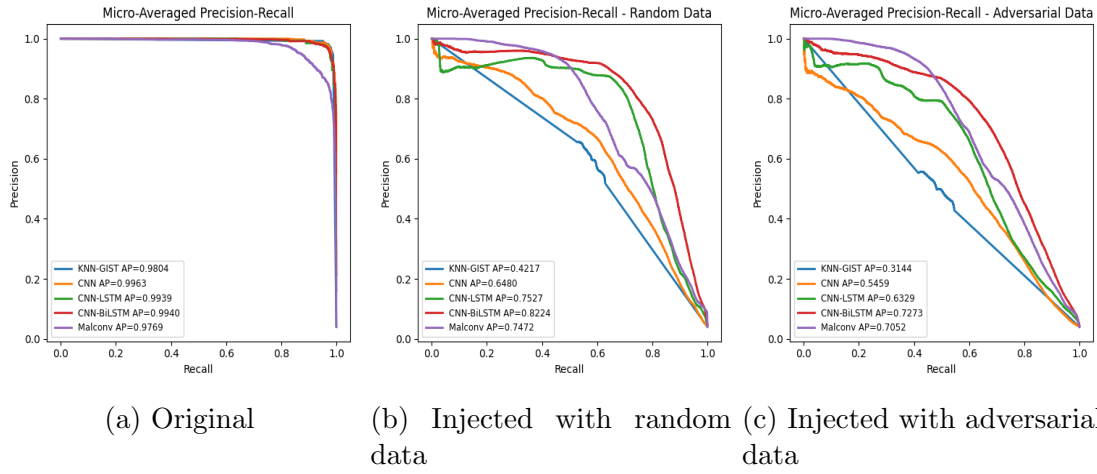 Micro-Averaged Precision-Recall
1.0
0.8
0.6
0.4
0.2
0.0
Precision
KNN-GIST AP=0.9804
CNN AP=0.9963
CNN-LSTM AP=0.9939
CNN-BiLSTM AP=0.9940
Malconv AP=0.9769
0.0 0.2 0.4 0.6 0.8 1.0
Recall
(a) Original
Micro-Averaged Precision-Recall - Random Data
1.0
0.8
0.6
0.4
0.2
0.0
Precision
KNN-GIST AP=0.4217
CNN AP=0.6480
CNN-LSTM AP=0.7527
CNN-BiLSTM AP=0.8224
Malconv AP=0.7472
0.0 0.2 0.4 0.6 0.8 1.0
Recall
(b) Injected with random
data
Micro-Averaged Precision-Recall - Adversarial Data
1.0
0.8
0.6
0.4
0.2
0.0
Precision
KNN-GIST AP=0.3144
CNN AP=0.5459
CNN-LSTM AP=0.6329
CNN-BiLSTM AP=0.7273
Malconv AP=0.7052
0.0 0.2 0.4 0.6 0.8 1.0
Recall
(c) Injected with adversarial
data